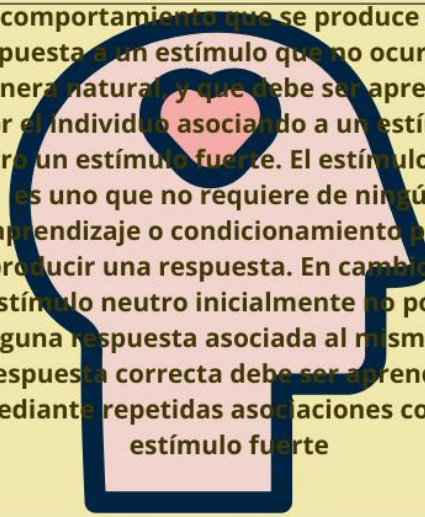 comportamiento que se produce
puesta a un estímulo que no ocur
nera natural, y que debe ser apre
r el individuo asociando a un estí
ro un estímulo fuerte. El estímulo
es uno que no requiere de ningú
aprendizaje o condicionamiento p
roducir una respuesta. En cambio
stímulo neutro inicialmente no po
guna respuesta asociada al mism
espuesta correcta debe ser apren
ediante repetidas asociaciones co
estímulo fuerte